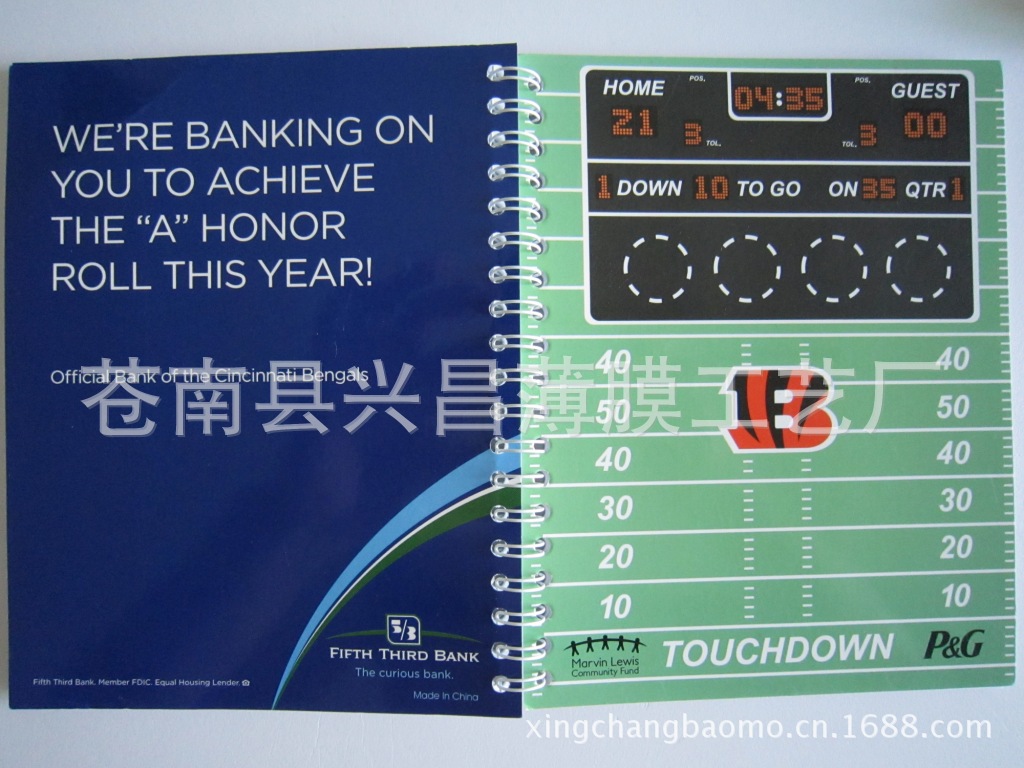 WE'RE BANKING ON
YOU TO ACHIEVE
THE “A” HONOR
ROLL THIS YEAR!
Official Bank of the Cincinnati Bengals
5/3
FIFTH THIRD BANK
The curious bank.
Fifth Third Bank. Member FDIC. Equal Housing Lender.
Made in China
HOME POS. 04:35 POS. GUEST
21 3 TOL. TOL. 3 00
1 DOWN 10 TO GO ON 35 QTR 1
40 40
50 B 50
40 40
30 30
20 20
10 10
Marvin Lewis
Community Fund
TOUCHDOWN P&G
苍南县兴昌薄膜工艺厂
xingchangbaomo.cn.1688.com